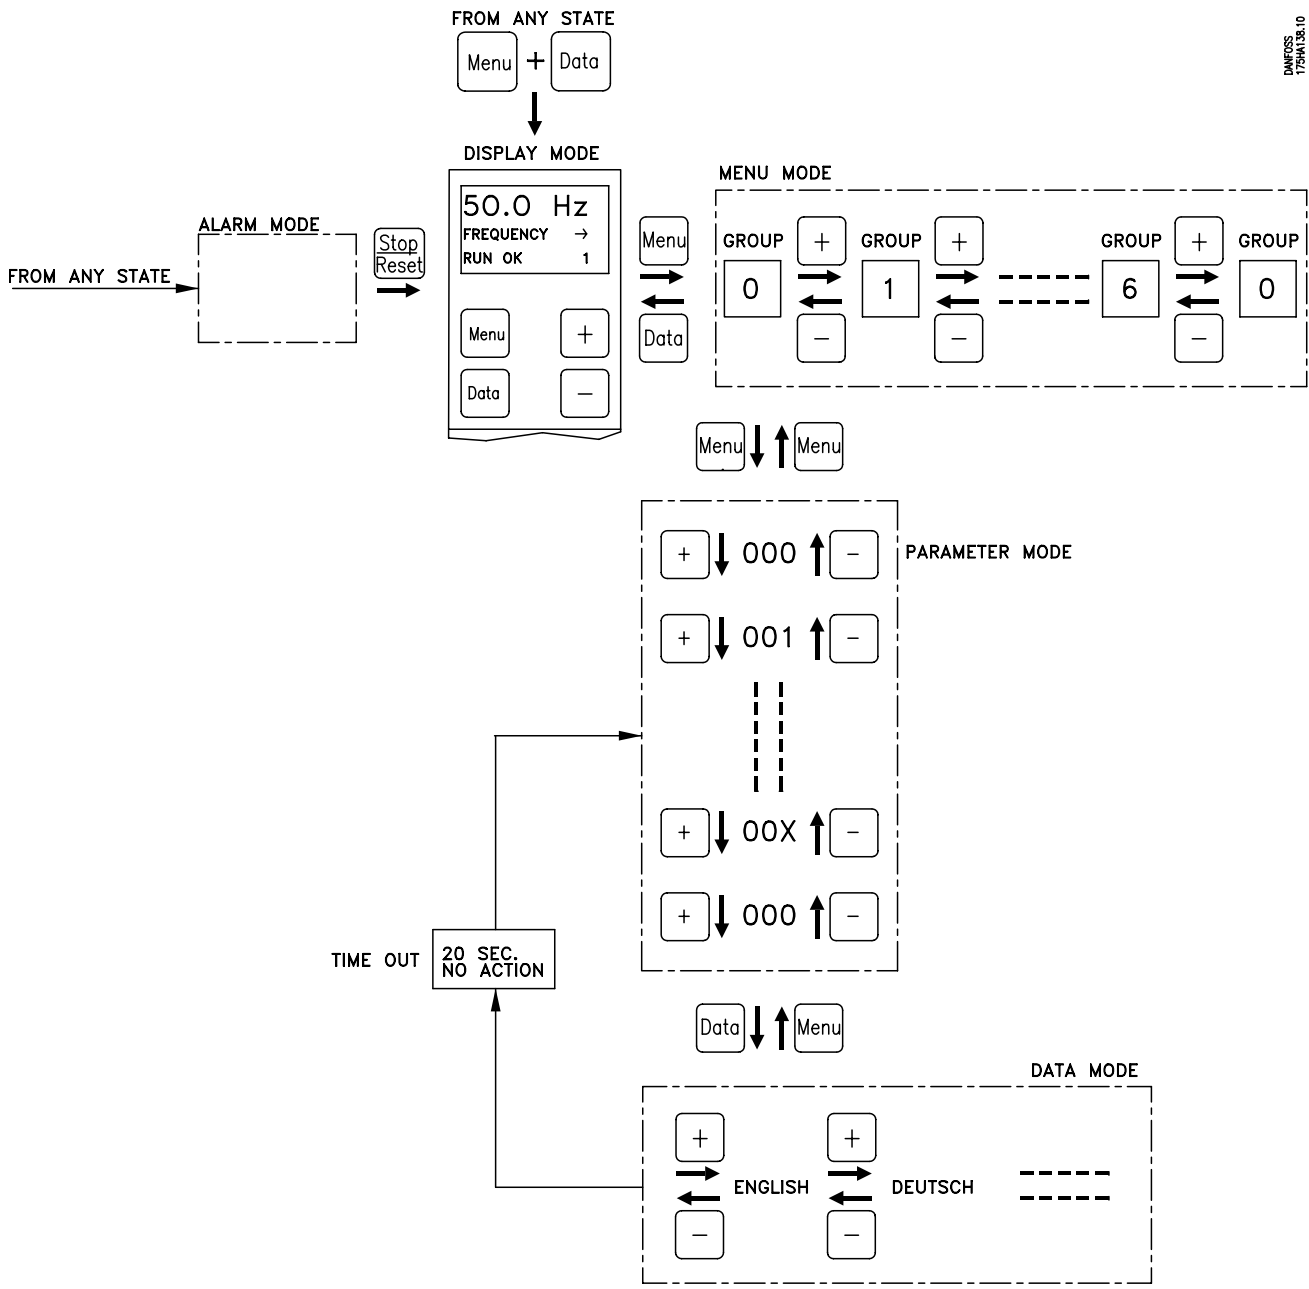 FROM ANY STATE
Menu + Data
DANFOSS
175HA138.10
DISPLAY MODE
50.0 Hz
FREQUENCY →
RUN OK 1
Menu +
Data −
ALARM MODE
FROM ANY STATE
Stop
Reset
Menu
Data
MENU MODE
GROUP + GROUP + GROUP + GROUP
0 1 6 0
− − −
Menu Menu
PARAMETER MODE
+ 000 −
+ 001 −
+ 00X −
+ 000 −
TIME OUT
20 SEC.
NO ACTION
Data Menu
DATA MODE
+ +
ENGLISH DEUTSCH
− −